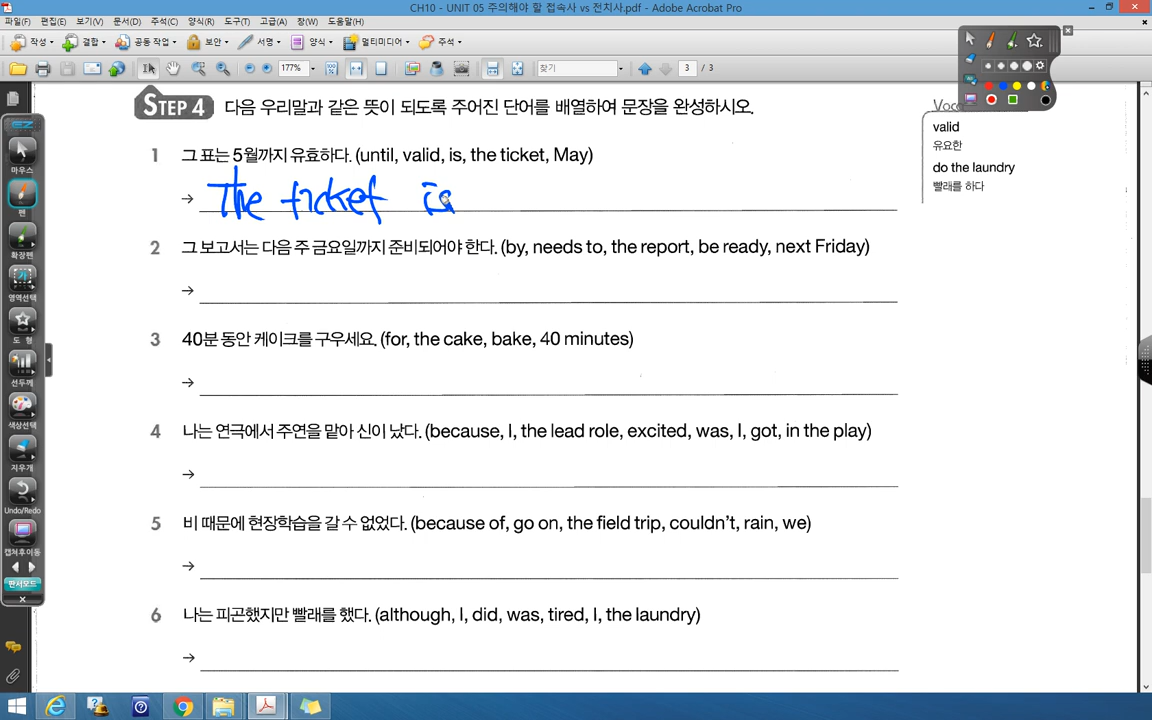 CH10 - UNIT 05 주의해야 할 접속사 vs 전치사.pdf - Adobe Acrobat Pro
파일(F) 편집(E) 보기(V) 문서(D) 주석(C) 양식(R) 도구(T) 고급(A) 창(W) 도움말(H)
작성 결합 공동 작업 보안 서명 양식 멀티미디어 주석
177% 찾기 3 / 3
STEP 4 다음 우리말과 같은 뜻이 되도록 주어진 단어를 배열하여 문장을 완성하시오.
Voc
valid
유요한
do the laundry
빨래를 하다
1 그 표는 5월까지 유효하다. (until, valid, is, the ticket, May)
→ The ticket is
2 그 보고서는 다음 주 금요일까지 준비되어야 한다. (by, needs to, the report, be ready, next Friday)
→
3 40분 동안 케이크를 구우세요. (for, the cake, bake, 40 minutes)
→
4 나는 연극에서 주연을 맡아 신이 났다. (because, I, the lead role, excited, was, I, got, in the play)
→
5 비 때문에 현장학습을 갈 수 없었다. (because of, go on, the field trip, couldn't, rain, we)
→
6 나는 피곤했지만 빨래를 했다. (although, I, did, was, tired, I, the laundry)
→
마우스
펜
확장펜
영역선택
도 형
선두께
색상선택
지우개
Undo/Redo
캡쳐후이동
판서모드